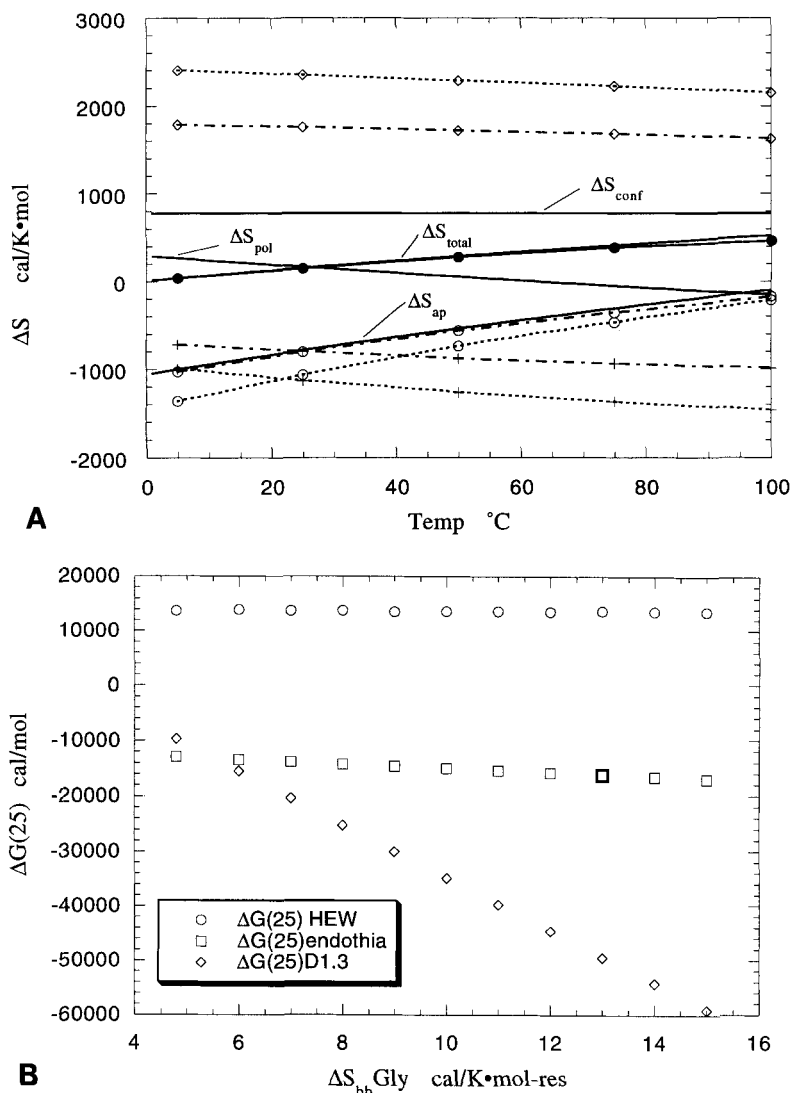 3000
2000
1000
0
-1000
-2000
ΔS cal/K•mol
ΔS_conf
ΔS_pol
ΔS_total
ΔS_ap
0 20 40 60 80 100
Temp °C
A
20000
10000
0
-10000
-20000
-30000
-40000
-50000
-60000
ΔG(25) cal/mol
ΔG(25) HEW
ΔG(25)endothia
ΔG(25)D1.3
4 6 8 10 12 14 16
ΔS_bb Gly cal/K•mol-res
B